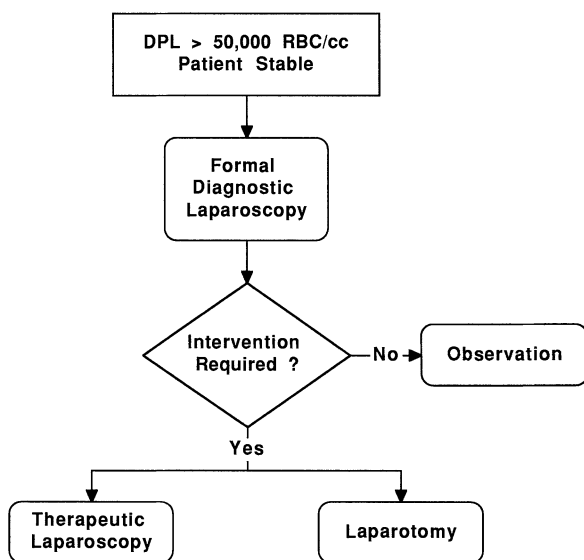 DPL > 50,000 RBC/cc
Patient Stable
Formal
Diagnostic
Laparoscopy
Intervention
Required ?
No
Observation
Yes
Therapeutic
Laparoscopy
Laparotomy